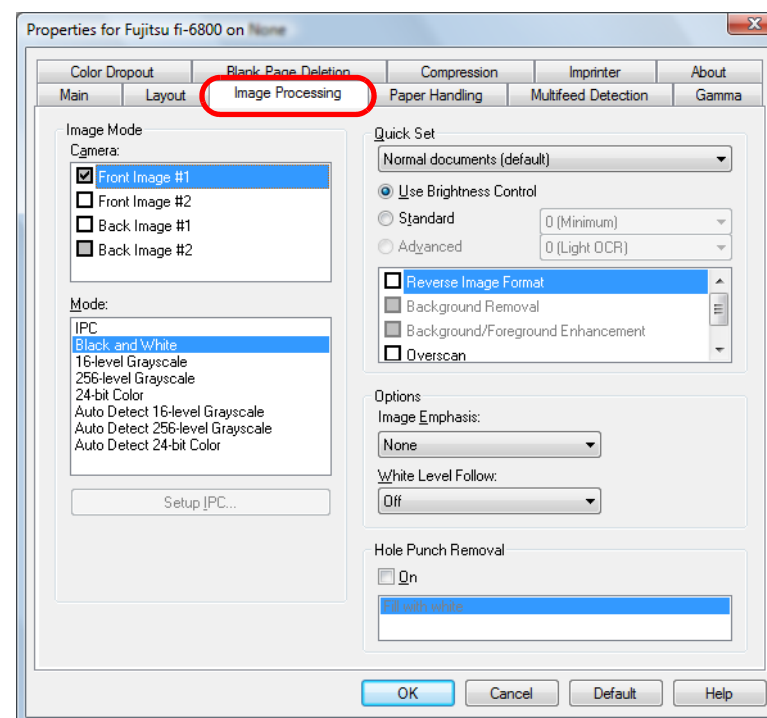 Properties for Fujitsu fi-6800 on None
Color Dropout Blank Page Deletion Compression Imprinter About
Main Layout Image Processing Paper Handling Multifeed Detection Gamma
Image Mode
Camera:
Front Image #1
Front Image #2
Back Image #1
Back Image #2
Mode:
IPC
Black and White
16-level Grayscale
256-level Grayscale
24-bit Color
Auto Detect 16-level Grayscale
Auto Detect 256-level Grayscale
Auto Detect 24-bit Color
Setup IPC...
Quick Set
Normal documents (default)
Use Brightness Control
Standard 0 (Minimum)
Advanced 0 (Light OCR)
Reverse Image Format
Background Removal
Background/Foreground Enhancement
Overscan
Options
Image Emphasis:
None
White Level Follow:
Off
Hole Punch Removal
On
Fill with white
OK Cancel Default Help